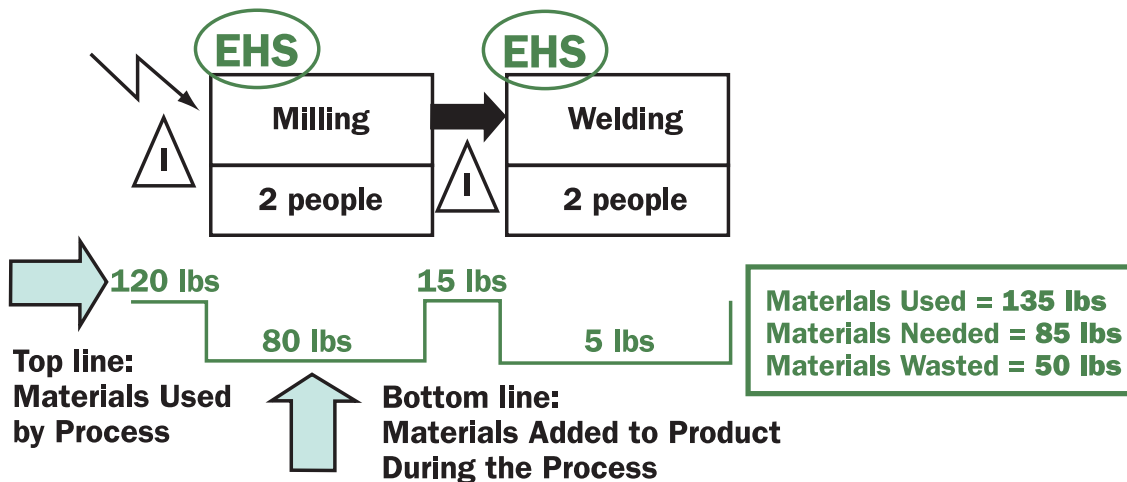 EHS
EHS
Milling
Welding
I
I
2 people
2 people
120 lbs
15 lbs
80 lbs
5 lbs
Materials Used = 135 lbs
Materials Needed = 85 lbs
Materials Wasted = 50 lbs
Top line:
Materials Used
by Process
Bottom line:
Materials Added to Product
During the Process